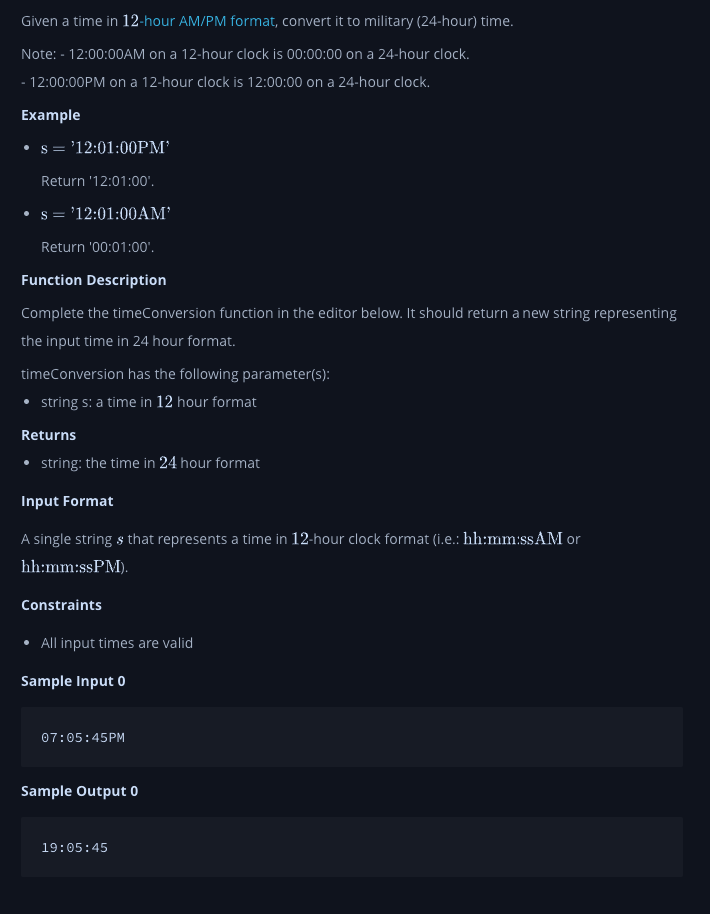 Given a time in 12-hour AM/PM format, convert it to military (24-hour) time.
Note: - 12:00:00AM on a 12-hour clock is 00:00:00 on a 24-hour clock.
- 12:00:00PM on a 12-hour clock is 12:00:00 on a 24-hour clock.
Example
• s = '12:01:00PM'
Return '12:01:00'.
• s = '12:01:00AM'
Return '00:01:00'.
Function Description
Complete the timeConversion function in the editor below. It should return a new string representing
the input time in 24 hour format.
timeConversion has the following parameter(s):
• string s: a time in 12 hour format
Returns
• string: the time in 24 hour format
Input Format
A single string s that represents a time in 12-hour clock format (i.e.: hh:mm:ssAM or
hh:mm:ssPM).
Constraints
• All input times are valid
Sample Input 0
07:05:45PM
Sample Output 0
19:05:45